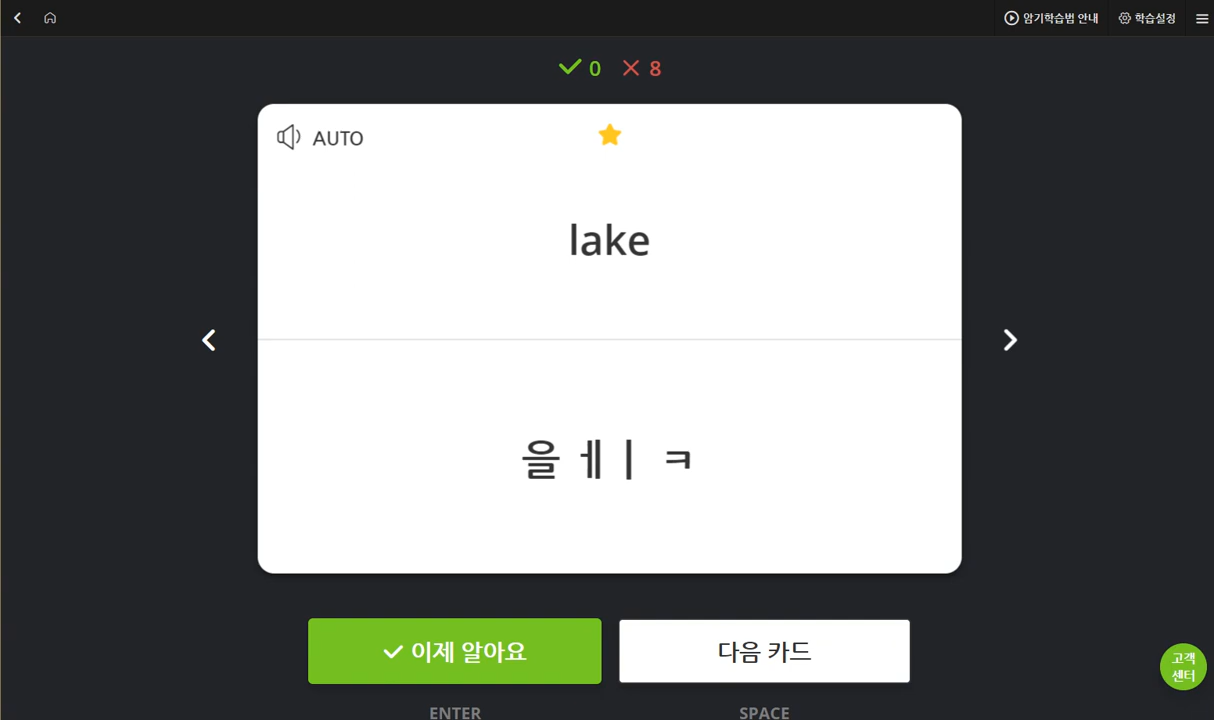 암기학습법 안내 학습설정
0 8
AUTO
lake
을 ㅔㅣ ㅋ
이제 알아요 다음 카드
고객
센터
ENTER SPACE